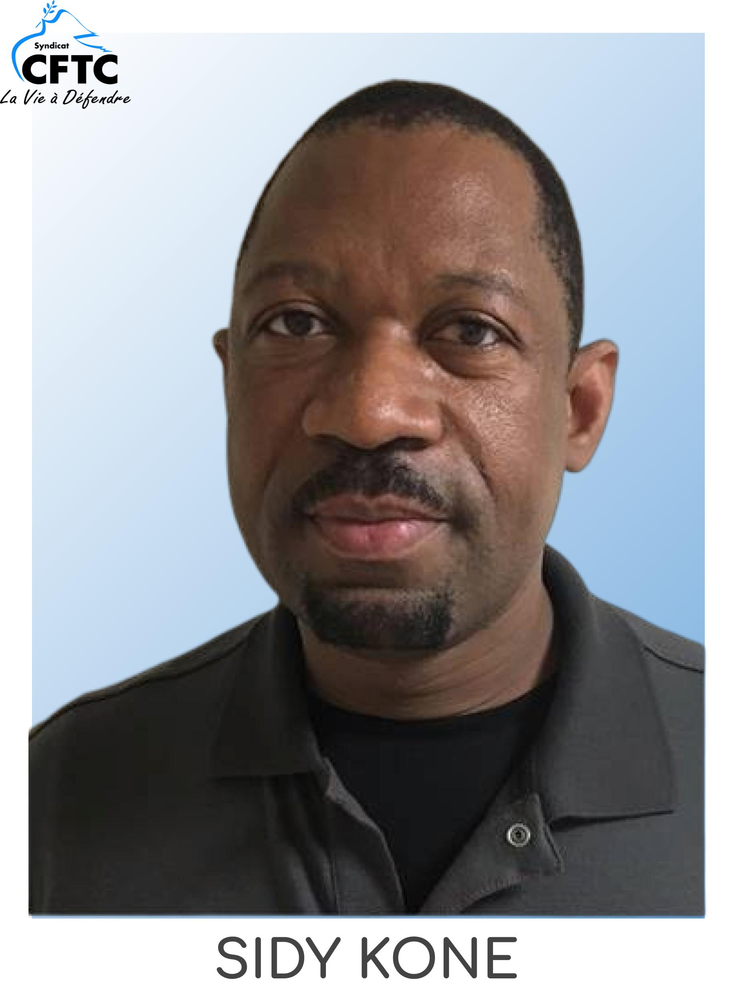 Syndicat
CFTC
La Vie à Défendre
SIDY KONE